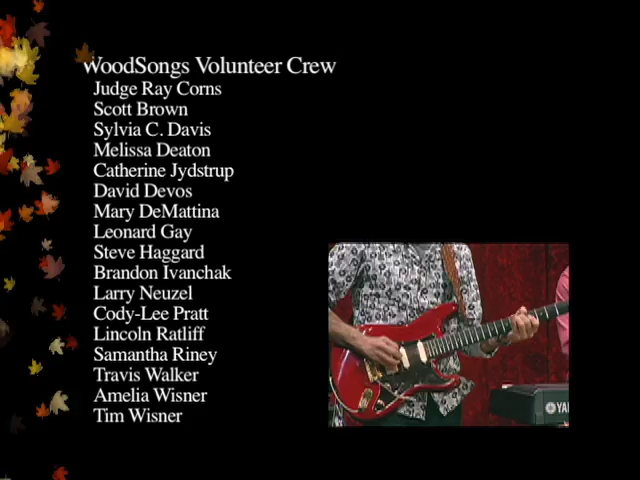 WoodSongs Volunteer Crew
Judge Ray Corns
Scott Brown
Sylvia C. Davis
Melissa Deaton
Catherine Jydstrup
David Devos
Mary DeMattina
Leonard Gay
Steve Haggard
Brandon Ivanchak
Larry Neuzel
Cody-Lee Pratt
Lincoln Ratliff
Samantha Riney
Travis Walker
Amelia Wisner
Tim Wisner
YA